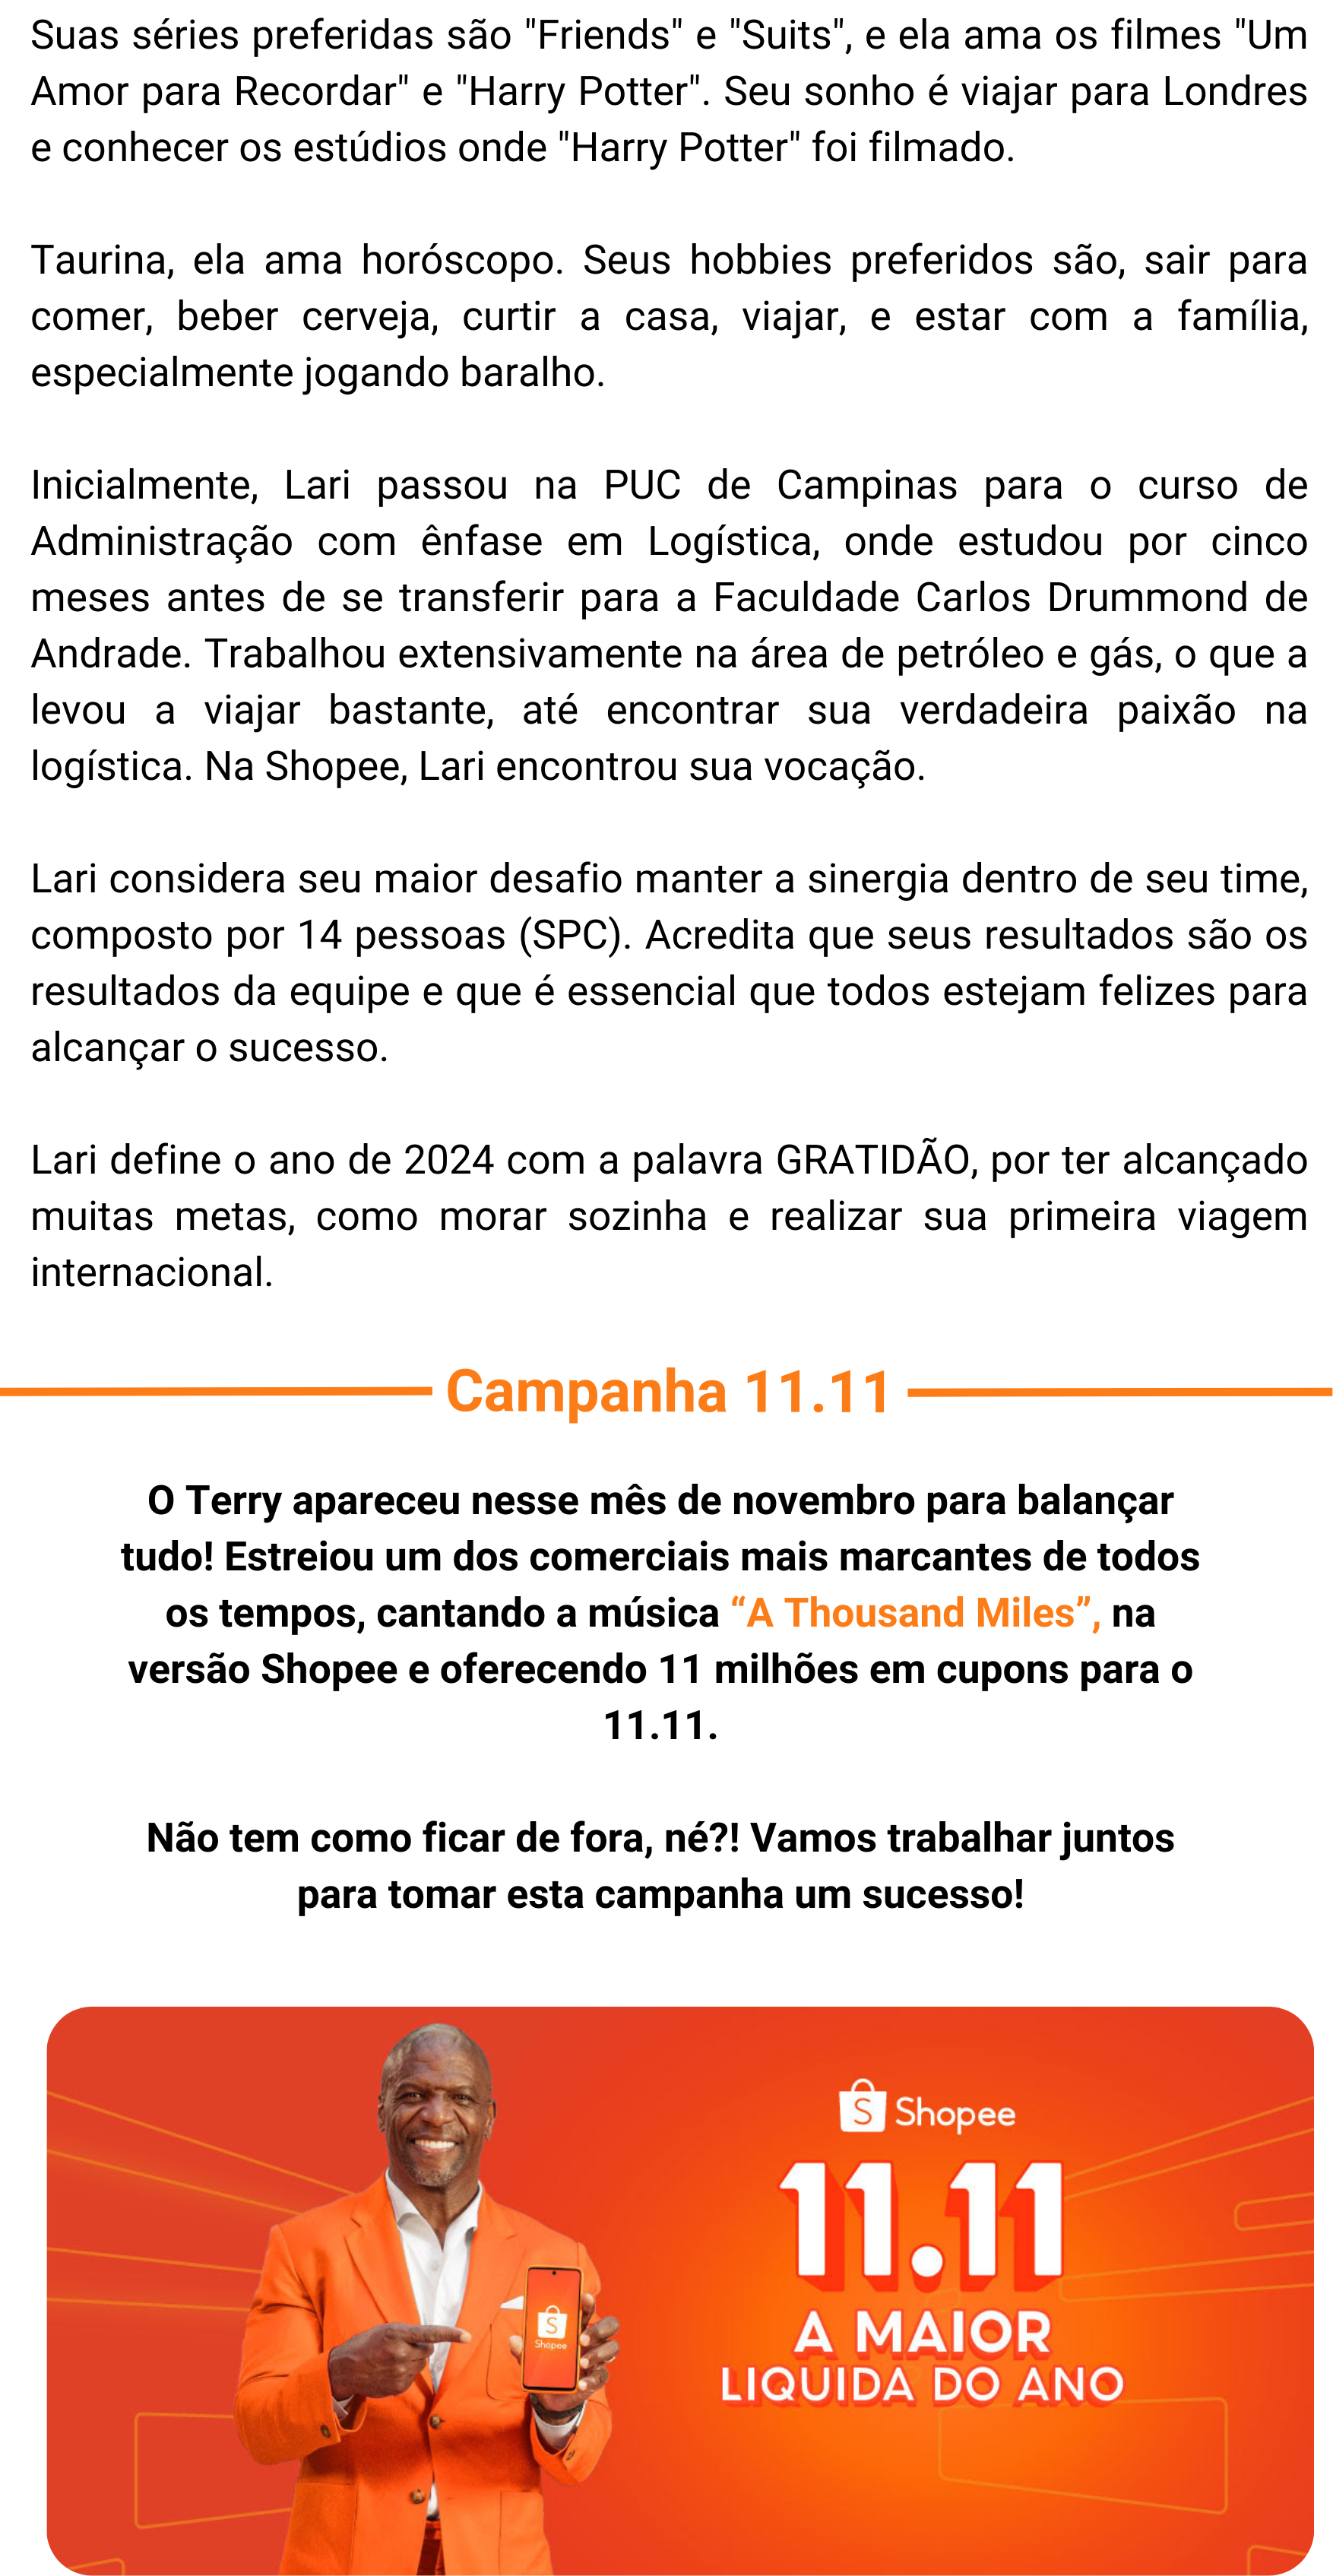 Suas séries preferidas são "Friends" e "Suits", e ela ama os filmes "Um
Amor para Recordar" e "Harry Potter". Seu sonho é viajar para Londres
e conhecer os estúdios onde "Harry Potter" foi filmado.
Taurina, ela ama horóscopo. Seus hobbies preferidos são, sair para
comer, beber cerveja, curtir a casa, viajar, e estar com a família,
especialmente jogando baralho.
Inicialmente, Lari passou na PUC de Campinas para o curso de
Administração com ênfase em Logística, onde estudou por cinco
meses antes de se transferir para a Faculdade Carlos Drummond de
Andrade. Trabalhou extensivamente na área de petróleo e gás, o que a
levou a viajar bastante, até encontrar sua verdadeira paixão na
logística. Na Shopee, Lari encontrou sua vocação.
Lari considera seu maior desafio manter a sinergia dentro de seu time,
composto por 14 pessoas (SPC). Acredita que seus resultados são os
resultados da equipe e que é essencial que todos estejam felizes para
alcançar o sucesso.
Lari define o ano de 2024 com a palavra GRATIDÃO, por ter alcançado
muitas metas, como morar sozinha e realizar sua primeira viagem
internacional.
Campanha 11.11
O Terry apareceu nesse mês de novembro para balançar
tudo! Estreiou um dos comerciais mais marcantes de todos
os tempos, cantando a música “A Thousand Miles”, na
versão Shopee e oferecendo 11 milhões em cupons para o
11.11.
Não tem como ficar de fora, né?! Vamos trabalhar juntos
para tomar esta campanha um sucesso!
S Shopee
11.11
A MAIOR
LIQUIDA DO ANO
S
Shopee